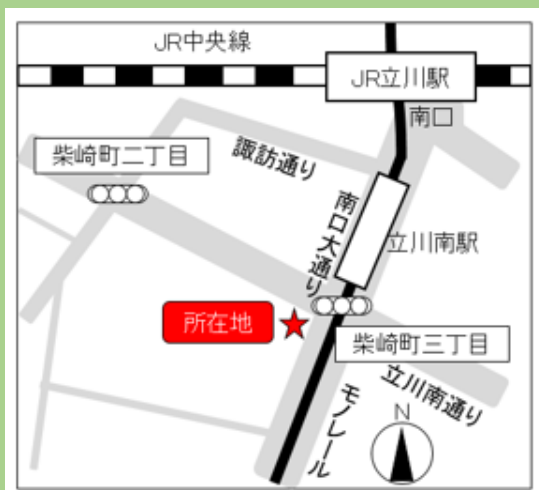 JR中央線
JR立川駅
南口
柴崎町二丁目
諏訪通り
南口大通り
立川南駅
所在地
柴崎町三丁目
立川南通り
モノレール
N